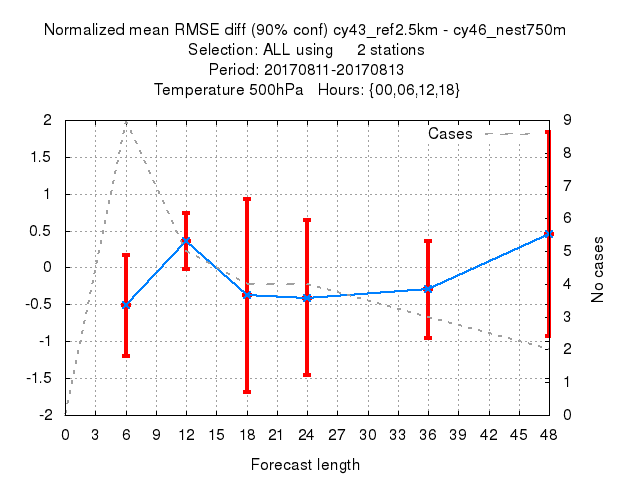 Normalized mean RMSE diff (90% conf) cy43_ref2.5km - cy46_nest750m
Selection: ALL using     2 stations
Period: 20170811-20170813
Temperature 500hPa   Hours: {00,06,12,18}
Cases
2
1.5
1
0.5
0
-0.5
-1
-1.5
-2
9
8
7
6
5
4
3
2
1
0
No cases
0 3 6 9 12 15 18 21 24 27 30 33 36 39 42 45 48
Forecast length